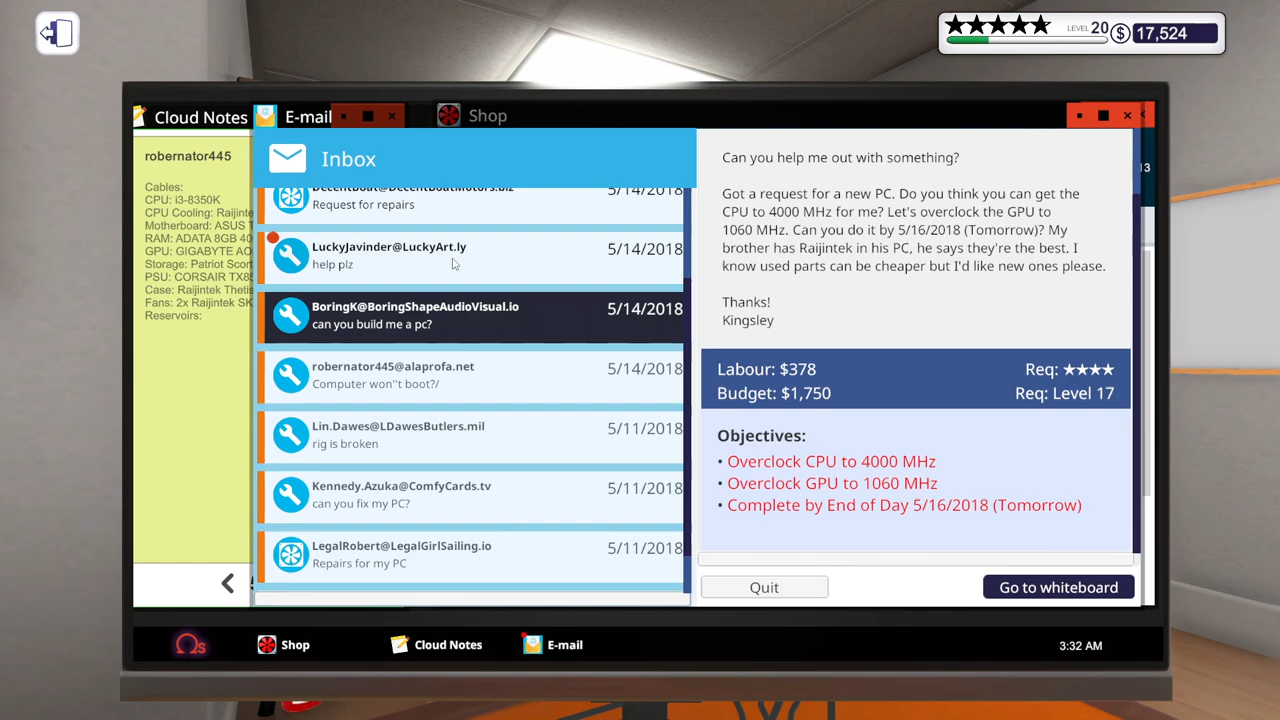 LEVEL 20
$ 17,524
Cloud Notes
E-mail
Shop
robernator445
Cables:
CPU: i3-8350K
CPU Cooling: Raijinte
Motherboard: ASUS T
RAM: ADATA 8GB 40
GPU: GIGABYTE AO
Storage: Patriot Scor
PSU: CORSAIR TX8
Case: Raijintek Thetis
Fans: 2x Raijintek SK
Reservoirs:
Inbox
DecentBoat@DecentBoatMotors.biz
5/14/2018
Request for repairs
LuckyJavinder@LuckyArt.ly
5/14/2018
help plz
BoringK@BoringShapeAudioVisual.io
5/14/2018
can you build me a pc?
robernator445@alaprofa.net
5/14/2018
Computer won''t boot?/
Lin.Dawes@LDawesButlers.mil
5/11/2018
rig is broken
Kennedy.Azuka@ComfyCards.tv
5/11/2018
can you fix my PC?
LegalRobert@LegalGirlSailing.io
5/11/2018
Repairs for my PC
Can you help me out with something?
Got a request for a new PC. Do you think you can get the
CPU to 4000 MHz for me? Let's overclock the GPU to
1060 MHz. Can you do it by 5/16/2018 (Tomorrow)? My
brother has Raijintek in his PC, he says they're the best. I
know used parts can be cheaper but I'd like new ones please.
Thanks!
Kingsley
Labour: $378
Req: ★★★★
Budget: $1,750
Req: Level 17
Objectives:
• Overclock CPU to 4000 MHz
• Overclock GPU to 1060 MHz
• Complete by End of Day 5/16/2018 (Tomorrow)
Quit
Go to whiteboard
13
Ωs
Shop
Cloud Notes
E-mail
3:32 AM